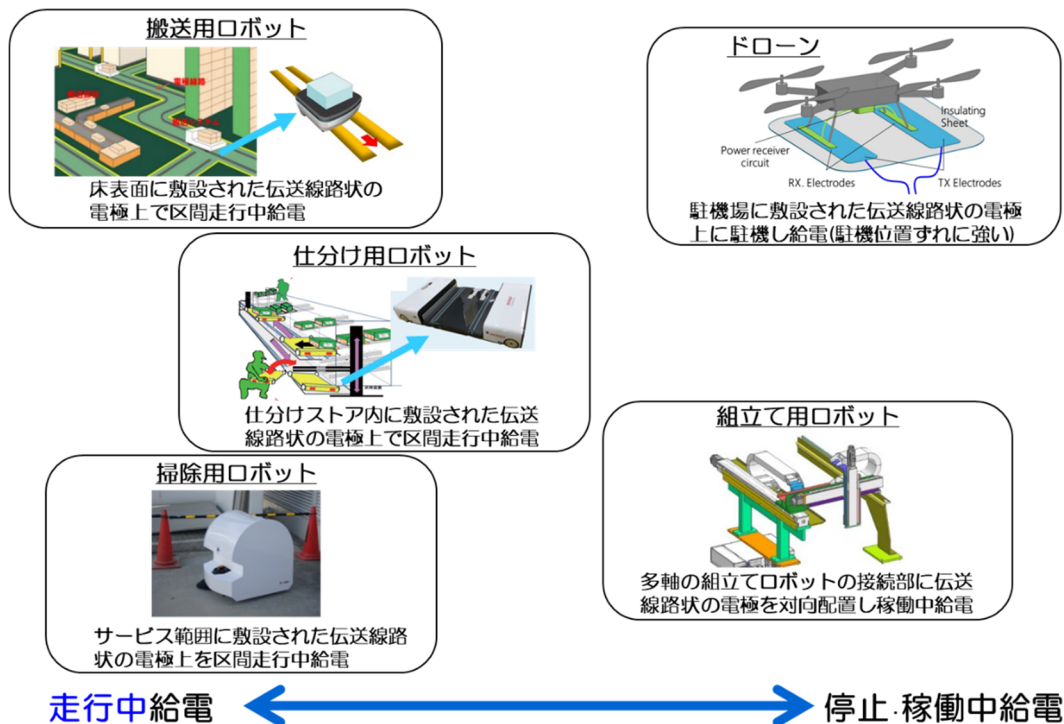 搬送用ロボット
電極線路
床表面に敷設された伝送線路状の
電極上で区間走行中給電
ドローン
Insulating
Sheet
Power receiver
circuit
RX. Electrodes
TX Electrodes
駐機場に敷設された伝送線路状の電極
上に駐機し給電(駐機位置ずれに強い)
仕分け用ロボット
仕分けストア内に敷設された伝送
線路状の電極上で区間走行中給電
組立て用ロボット
多軸の組立てロボットの接続部に伝送
線路状の電極を対向配置し稼働中給電
掃除用ロボット
サービス範囲に敷設された伝送線路
状の電極上を区間走行中給電
走行中給電
停止・稼働中給電